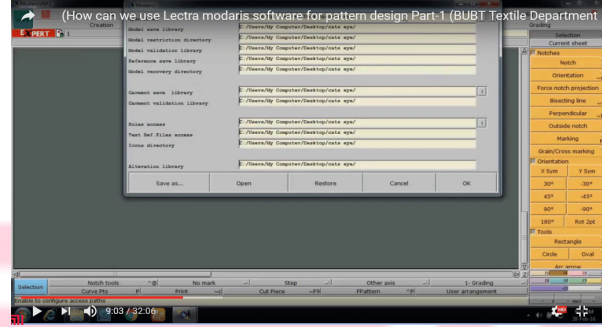 (How can we use Lectra modaris software for pattern design Part-1 (BUBT Textile Department
Creation
Grading
EXPERT 1
Selection
Current sheet
Model save library
C:/Users/My Computer/Desktop/cats eye/
Model restriction directory
C:/Users/My Computer/Desktop/cats eye/
Model validation library
C:/Users/My Computer/Desktop/cats eye/
Reference save library
C:/Users/My Computer/Desktop/cats eye/
Model recovery directory
C:/Users/My Computer/Desktop/cats eye/
Garment save library
C:/Users/My Computer/Desktop/cats eye/
Garment validation library
C:/Users/My Computer/Desktop/cats eye/
Rules access
C:/Users/My Computer/Desktop/cats eye/
Text Ref.Files access
C:/Users/My Computer/Desktop/cats eye/
Icons directory
C:/Users/My Computer/Desktop/cats eye/
Alteration library
C:/Users/My Computer/Desktop/cats eye/
Save as...
Open
Restore
Cancel
OK
Notches
Notch
Orientation
Force notch projection
Bisecting line
Perpendicular
Outside notch
Marking
Grain/Cross marking
Orientation
X Sym Y Sym
30° -30°
45° -45°
90° -90°
180° Rot 2pt
Tools
Rectangle
Circle Oval
Arc arrow
Selection
Notch tools ^@ No mark Step Other axis 1- Grading
Curve Pts P Print Cut Piece ~F9 FPattern ^F User arrangement
Enable to configure access paths
9:03 / 32:06